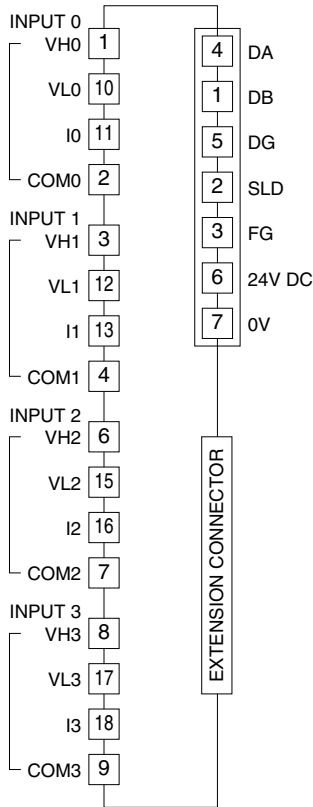 INPUT 0
VH0 1
VL0 10
I0 11
COM0 2
INPUT 1
VH1 3
VL1 12
I1 13
COM1 4
INPUT 2
VH2 6
VL2 15
I2 16
COM2 7
INPUT 3
VH3 8
VL3 17
I3 18
COM3 9
4 DA
1 DB
5 DG
2 SLD
3 FG
6 24V DC
7 0V
EXTENSION CONNECTOR